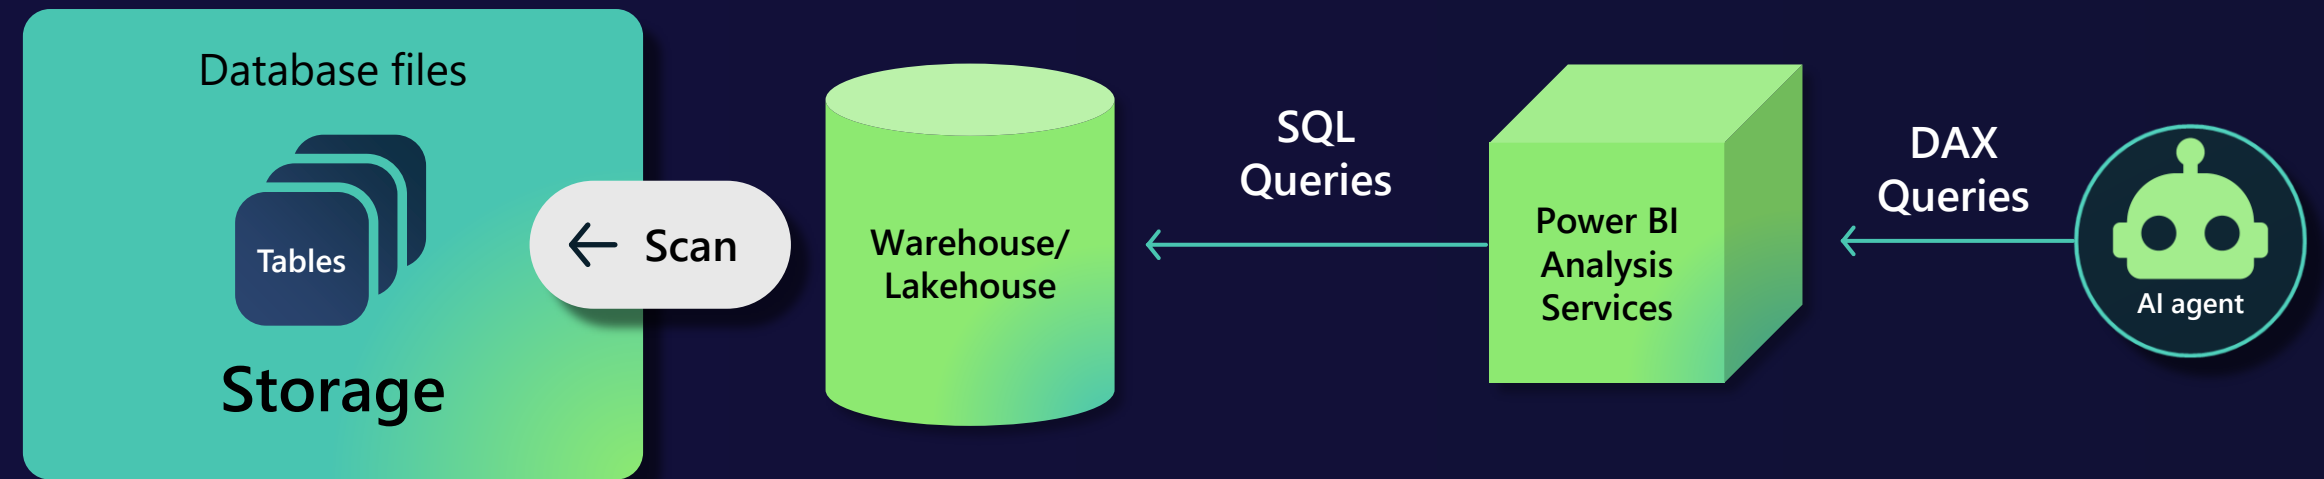 Database files
Tables
Storage
Scan
Warehouse/
Lakehouse
SQL
Queries
Power BI
Analysis
Services
DAX
Queries
AI agent